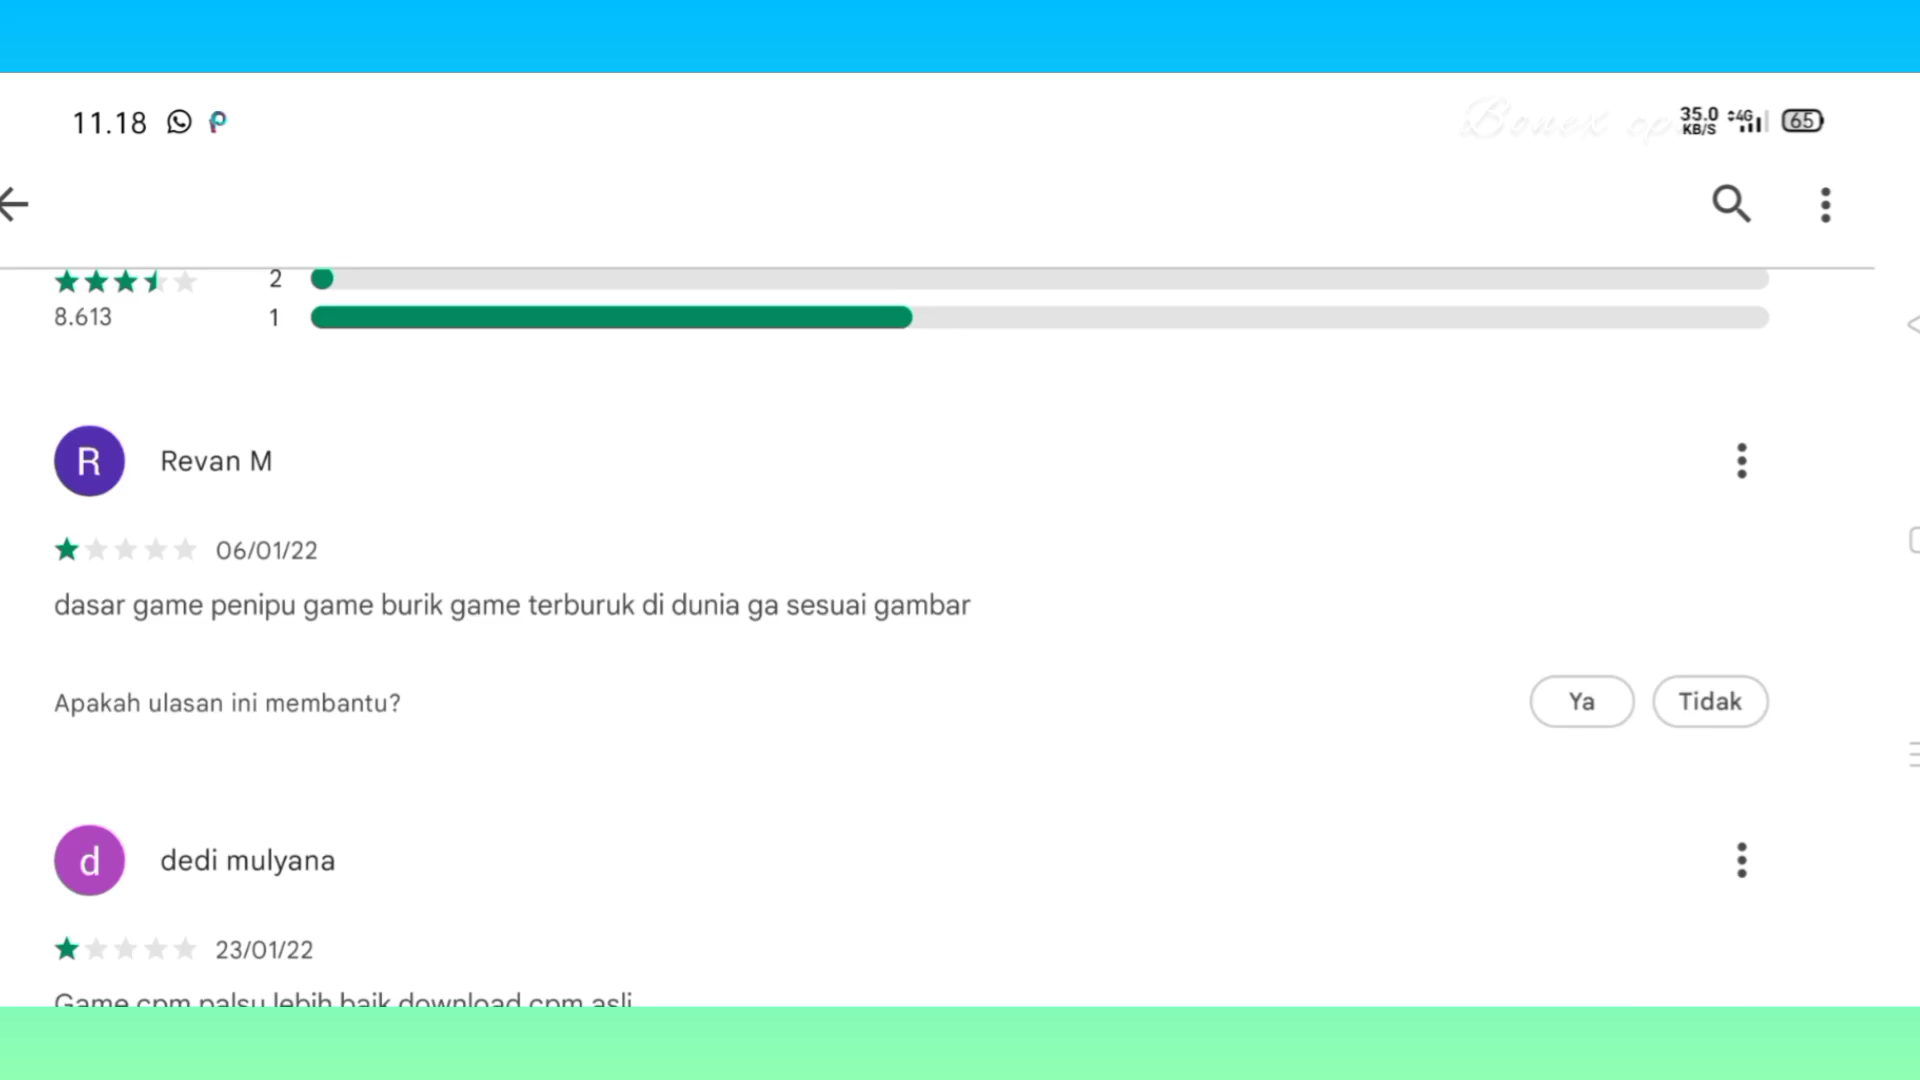 11.18
Bonex
35.0
KB/S
4G
65
2
8.613
1
R
Revan M
06/01/22
dasar game penipu game burik game terburuk di dunia ga sesuai gambar
Apakah ulasan ini membantu?
Ya
Tidak
d
dedi mulyana
23/01/22
Game cpm palsu lebih baik download cpm asli